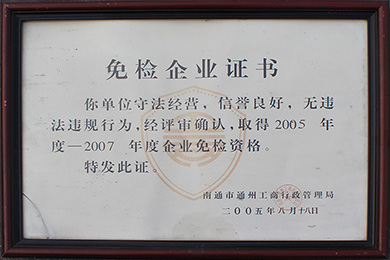 免检企业证书
你单位守法经营，信誉良好，无违
法违规行为，经评审确认，取得2005 年
度—2007 年度企业免检资格。
特发此证。
南通市通州工商行政管理局
二00五年八月十八日